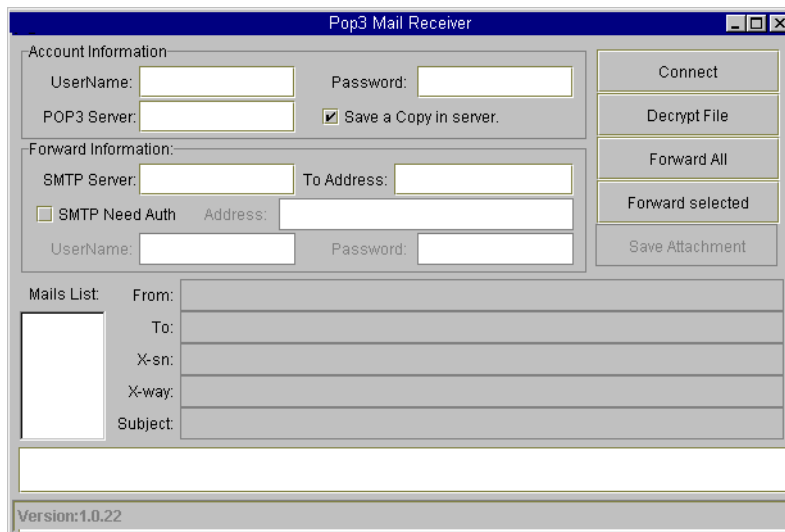 Pop3 Mail Receiver
Account Information
UserName: Password:
POP3 Server: Save a Copy in server.
Connect
Decrypt File
Forward All
Forward selected
Save Attachment
Forward Information:
SMTP Server: To Address:
SMTP Need Auth Address:
UserName: Password:
Mails List: From:
To:
X-sn:
X-way:
Subject:
Version:1.0.22